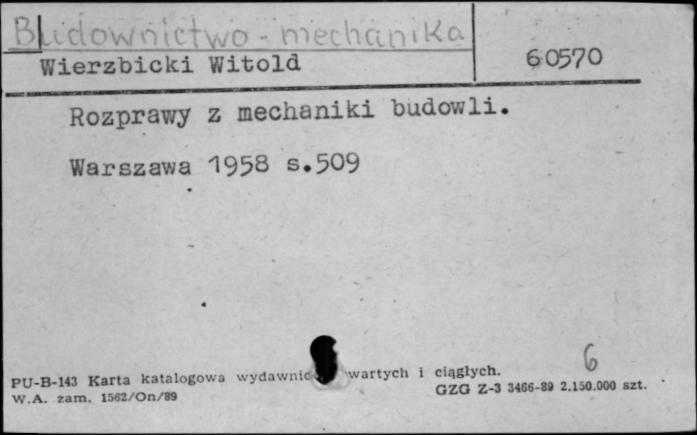 Budownictwo - mechanika
Wierzbicki Witold 60570
Rozprawy z mechaniki budowli.
Warszawa 1958 s.509
6
PU-B-143 Karta katalogowa wartych i ciągłych.
W.A. zam. 1562/On/89 GZG Z-3 3466-89 2.150.000 szt.